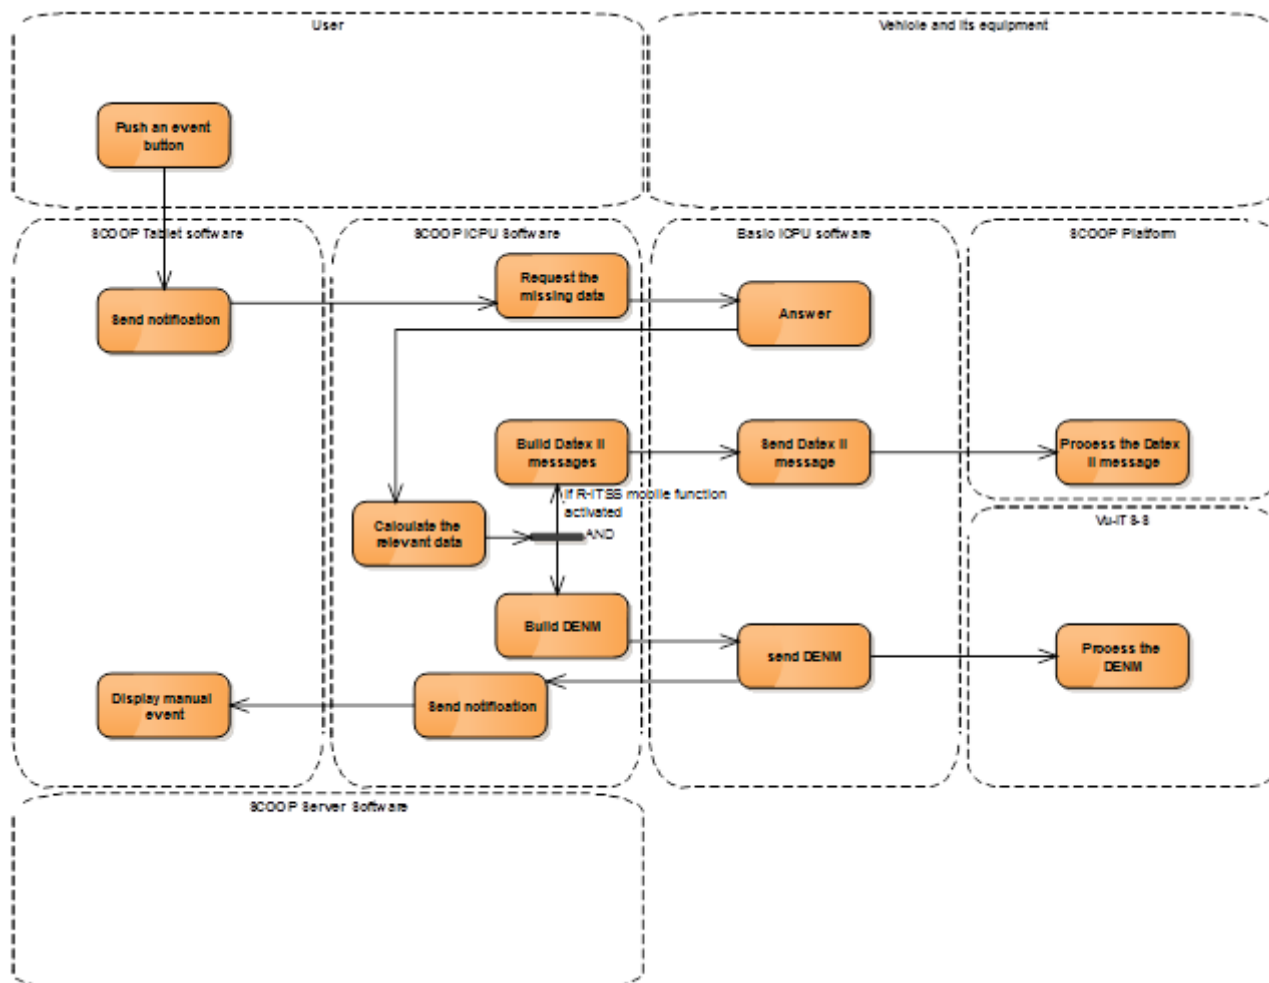 User
Vehicle and its equipment
Push an event
button
SCOOP Tablet software
SCOOP ICPU Software
Basic ICPU software
SCOOP Platform
Send notification
Request the
missing data
Answer
Build Datex II
messages
Send Datex II
message
Process the Datex
II message
If R-ITSS mobile function
activated
Calculate the
relevant data
AND
Vu-ITS-S
Build DENM
send DENM
Process the
DENM
Display manual
event
Send notification
SCOOP Server Software